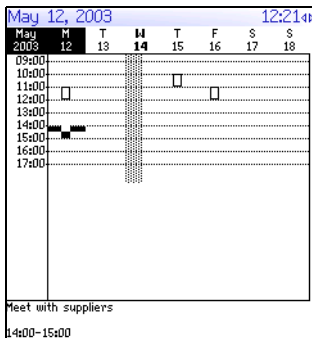 May 12, 2003 12:21
May M T W T F S S
2003 12 13 14 15 16 17 18
09:00
10:00
11:00
12:00
13:00
14:00
15:00
16:00
17:00
Meet with suppliers
14:00-15:00